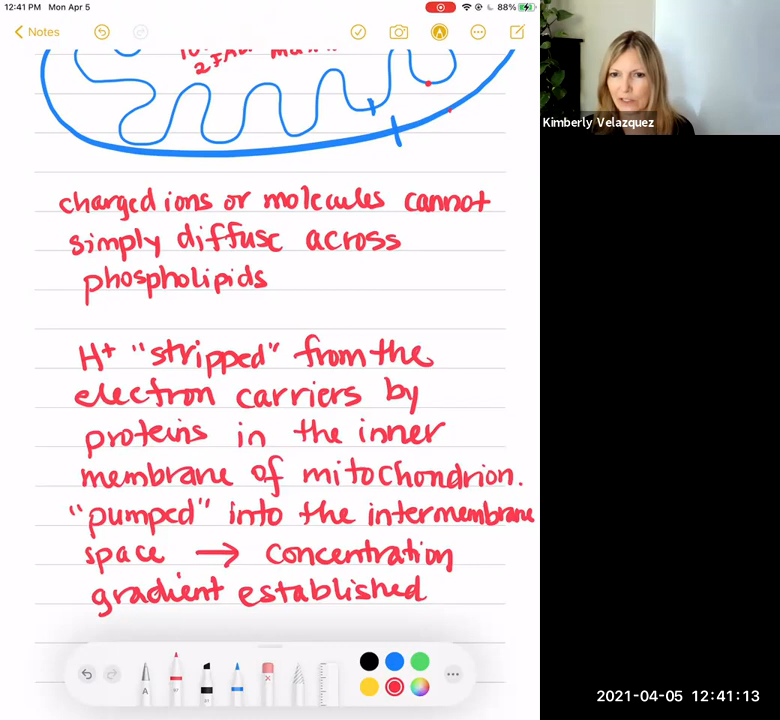 12:41 PM Mon Apr 5
88%
Notes
2 FAD
Kimberly Velazquez
charged ions or molecules cannot
simply diffuse across
phospholipids
H+ "stripped" from the
electron carriers by
proteins in the inner
membrane of mitochondrion.
"pumped" into the intermembrane
space → concentration
gradient established
A
2021-04-05 12:41:13